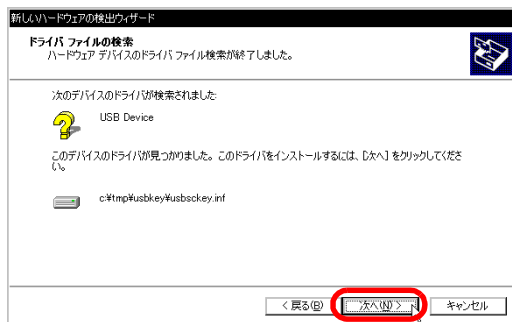 新しいハードウェアの検出ウィザード
ドライバ ファイルの検索
ハードウェア デバイスのドライバ ファイル検索が終了しました。
次のデバイスのドライバが検索されました:
USB Device
このデバイスのドライバが見つかりました。このドライバをインストールするには、[次へ] をクリックしてくださ
い。
c:¥tmp¥usbkey¥usbsckey.inf
< 戻る(B)
次へ(N) >
キャンセル